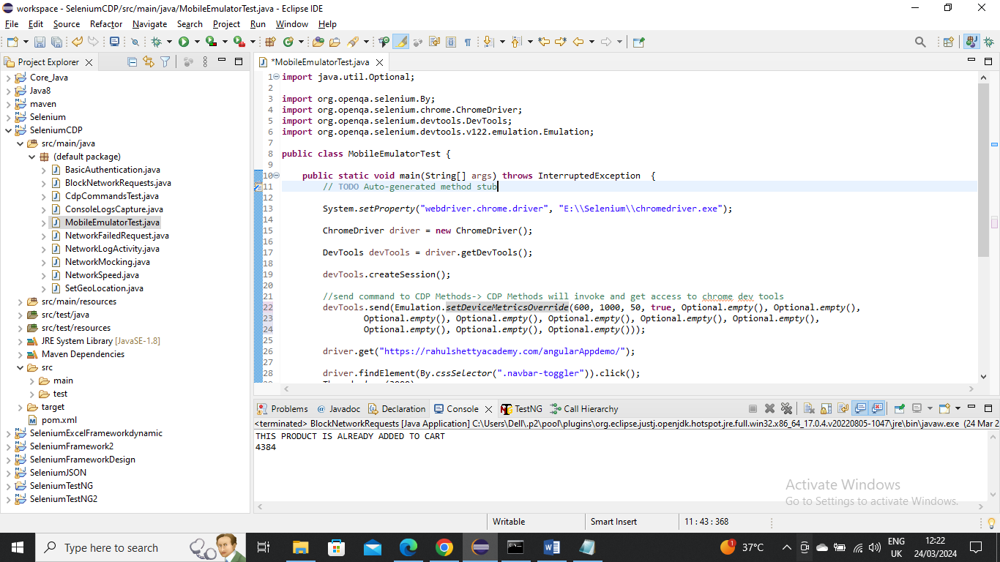 workspace - SeleniumCDP/src/main/java/MobileEmulatorTest.java - Eclipse IDE
File Edit Source Refactor Navigate Search Project Run Window Help
Project Explorer
Core_Java
Java8
maven
Selenium
SeleniumCDP
src/main/java
(default package)
BasicAuthentication.java
BlockNetworkRequests.java
CdpCommandsTest.java
ConsoleLogsCapture.java
MobileEmulatorTest.java
NetworkFailedRequest.java
NetworkLogActivity.java
NetworkMocking.java
NetworkSpeed.java
SetGeoLocation.java
src/main/resources
src/test/java
src/test/resources
JRE System Library [JavaSE-1.8]
Maven Dependencies
src
main
test
target
pom.xml
SeleniumExcelFrameworkdynamic
SeleniumFramework2
SeleniumFrameworkDesign
SeleniumJSON
SeleniumTestNG
SeleniumTestNG2
*MobileEmulatorTest.java
1 import java.util.Optional;
2
3 import org.openqa.selenium.By;
4 import org.openqa.selenium.chrome.ChromeDriver;
5 import org.openqa.selenium.devtools.DevTools;
6 import org.openqa.selenium.devtools.v122.emulation.Emulation;
7
8 public class MobileEmulatorTest {
9
10 public static void main(String[] args) throws InterruptedException {
11 // TODO Auto-generated method stub
12
13 System.setProperty("webdriver.chrome.driver", "E:\\Selenium\\chromedriver.exe");
14
15 ChromeDriver driver = new ChromeDriver();
16
17 DevTools devTools = driver.getDevTools();
18
19 devTools.createSession();
20
21 //send command to CDP Methods-> CDP Methods will invoke and get access to chrome dev tools
22 devTools.send(Emulation.setDeviceMetricsOverride(600, 1000, 50, true, Optional.empty(), Optional.empty(),
23 Optional.empty(), Optional.empty(), Optional.empty(), Optional.empty(), Optional.empty(),
24 Optional.empty(), Optional.empty(), Optional.empty()));
25
26 driver.get("https://rahulshettyacademy.com/angularAppdemo/");
27
28 driver.findElement(By.cssSelector(".navbar-toggler")).click();
Problems Javadoc Declaration Console TestNG Call Hierarchy
<terminated> BlockNetworkRequests [Java Application] C:\Users\Dell\.p2\pool\plugins\org.eclipse.justj.openjdk.hotspot.jre.full.win32.x86_64_17.0.4.v20220805-1047\jre\bin\javaw.exe (24 Mar 2
THIS PRODUCT IS ALREADY ADDED TO CART
4384
Activate Windows
Go to Settings to activate Windows.
Writable Smart Insert 11 : 43 : 368
Type here to search
1
37°C
ENG
UK
12:22
24/03/2024